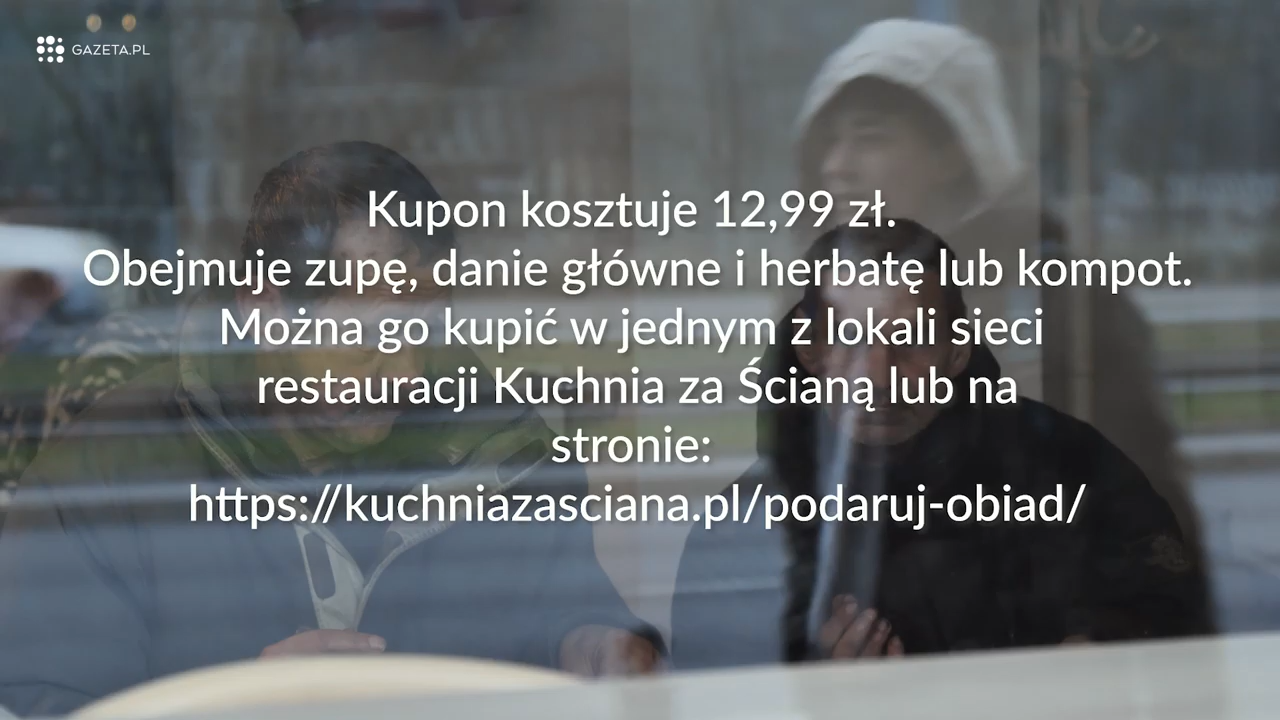 GAZETA.PL
Kupon kosztuje 12,99 zł.
Obejmuje zupę, danie główne i herbatę lub kompot.
Można go kupić w jednym z lokali sieci
restauracji Kuchnia za Ścianą lub na
stronie:
https://kuchniazasciana.pl/podaruj-obiad/